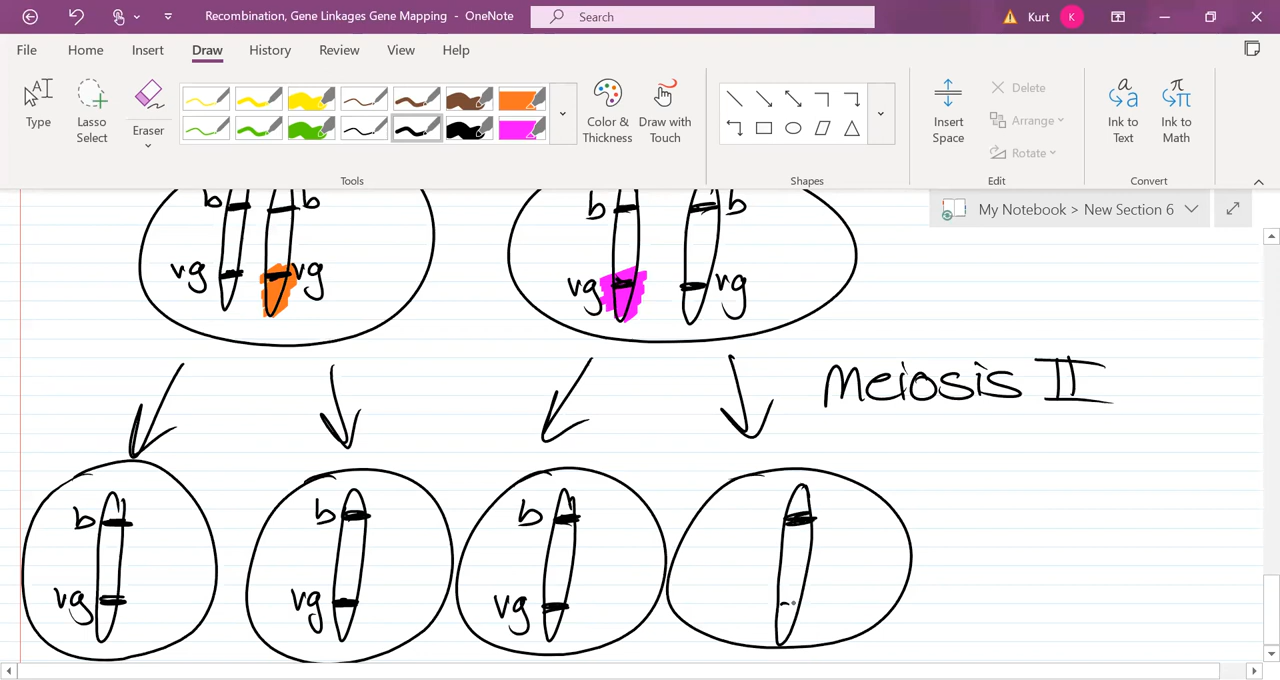 Recombination, Gene Linkages Gene Mapping - OneNote
Search
Kurt
K
File Home Insert Draw History Review View Help
Type
Lasso Select
Eraser
Color & Thickness
Draw with Touch
Insert Space
Delete
Arrange
Rotate
Ink to Text
Ink to Math
Tools
Shapes
Edit
Convert
My Notebook > New Section 6
b b b b
vg vg vg vg
Meiosis II
b b b
vg vg vg